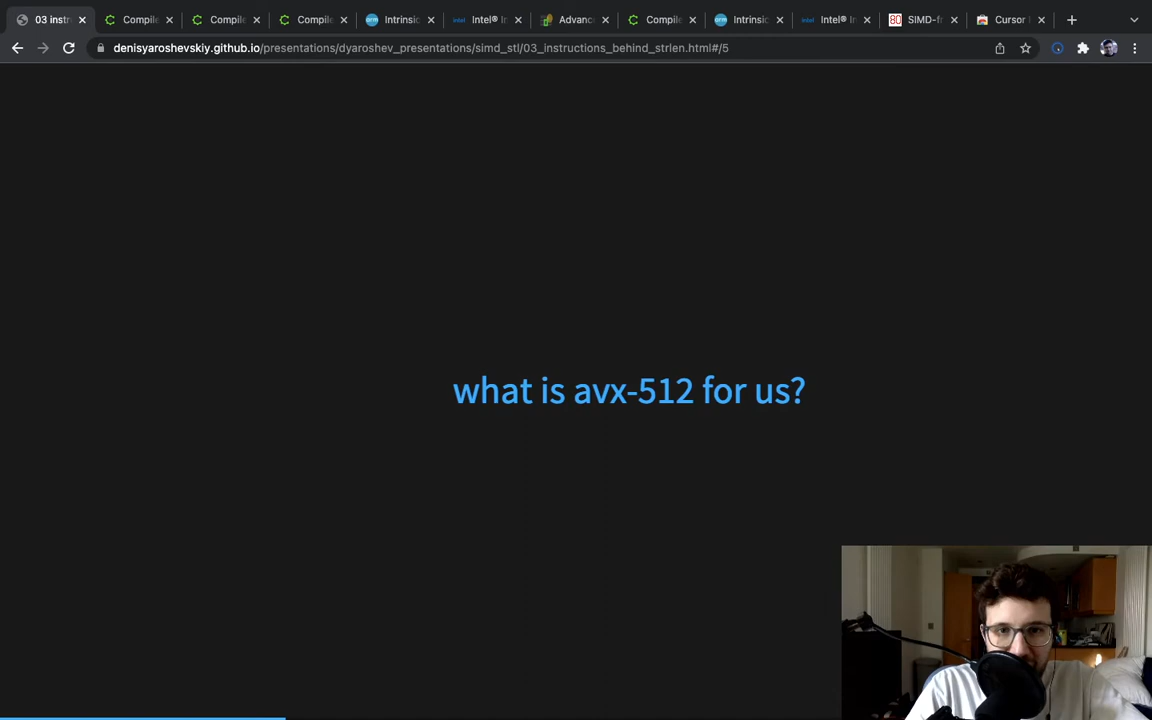 03 instr
Compile
Compile
Compile
Intrinsic
Intel® In
Advanc
Compile
Intrinsic
Intel® In
80
SIMD-fr
Cursor
denisyaroshevskiy.github.io/presentations/dyaroshev_presentations/simd_stl/03_instructions_behind_strlen.html#/5
what is avx-512 for us?